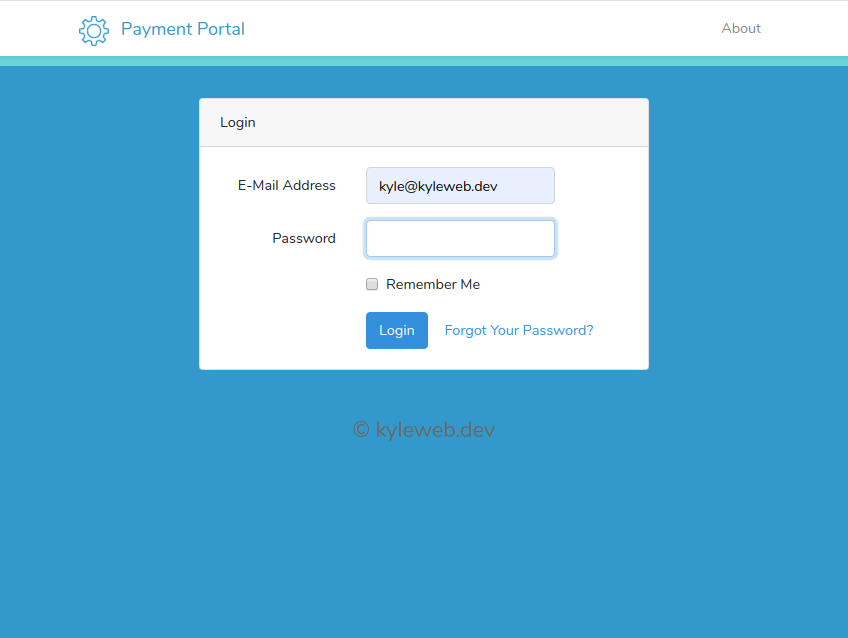 Payment Portal
About
Login
E-Mail Address
kyle@kyleweb.dev
Password
Remember Me
Login
Forgot Your Password?
© kyleweb.dev